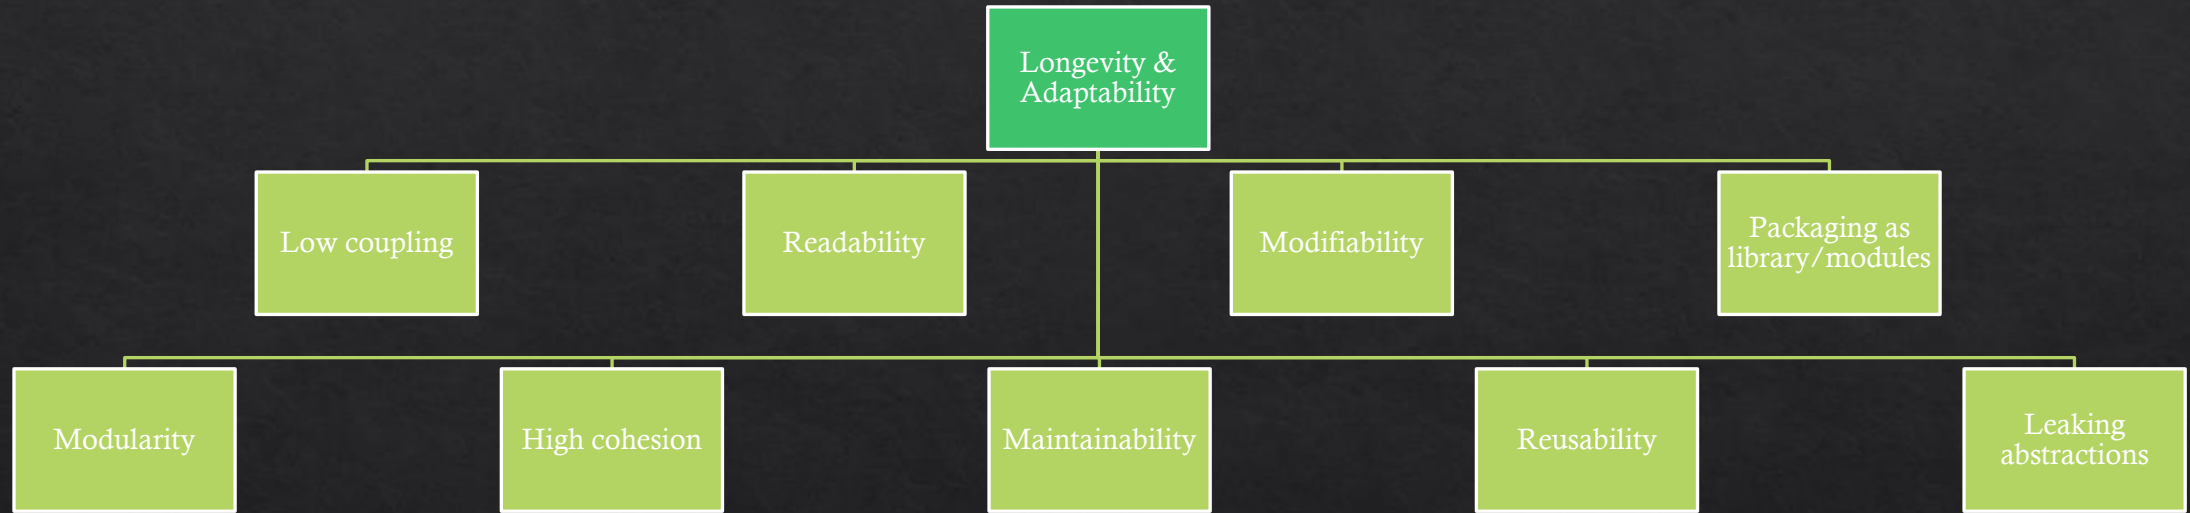 Longevity &
Adaptability
Low coupling
Readability
Modifiability
Packaging as
library/modules
Modularity
High cohesion
Maintainability
Reusability
Leaking
abstractions